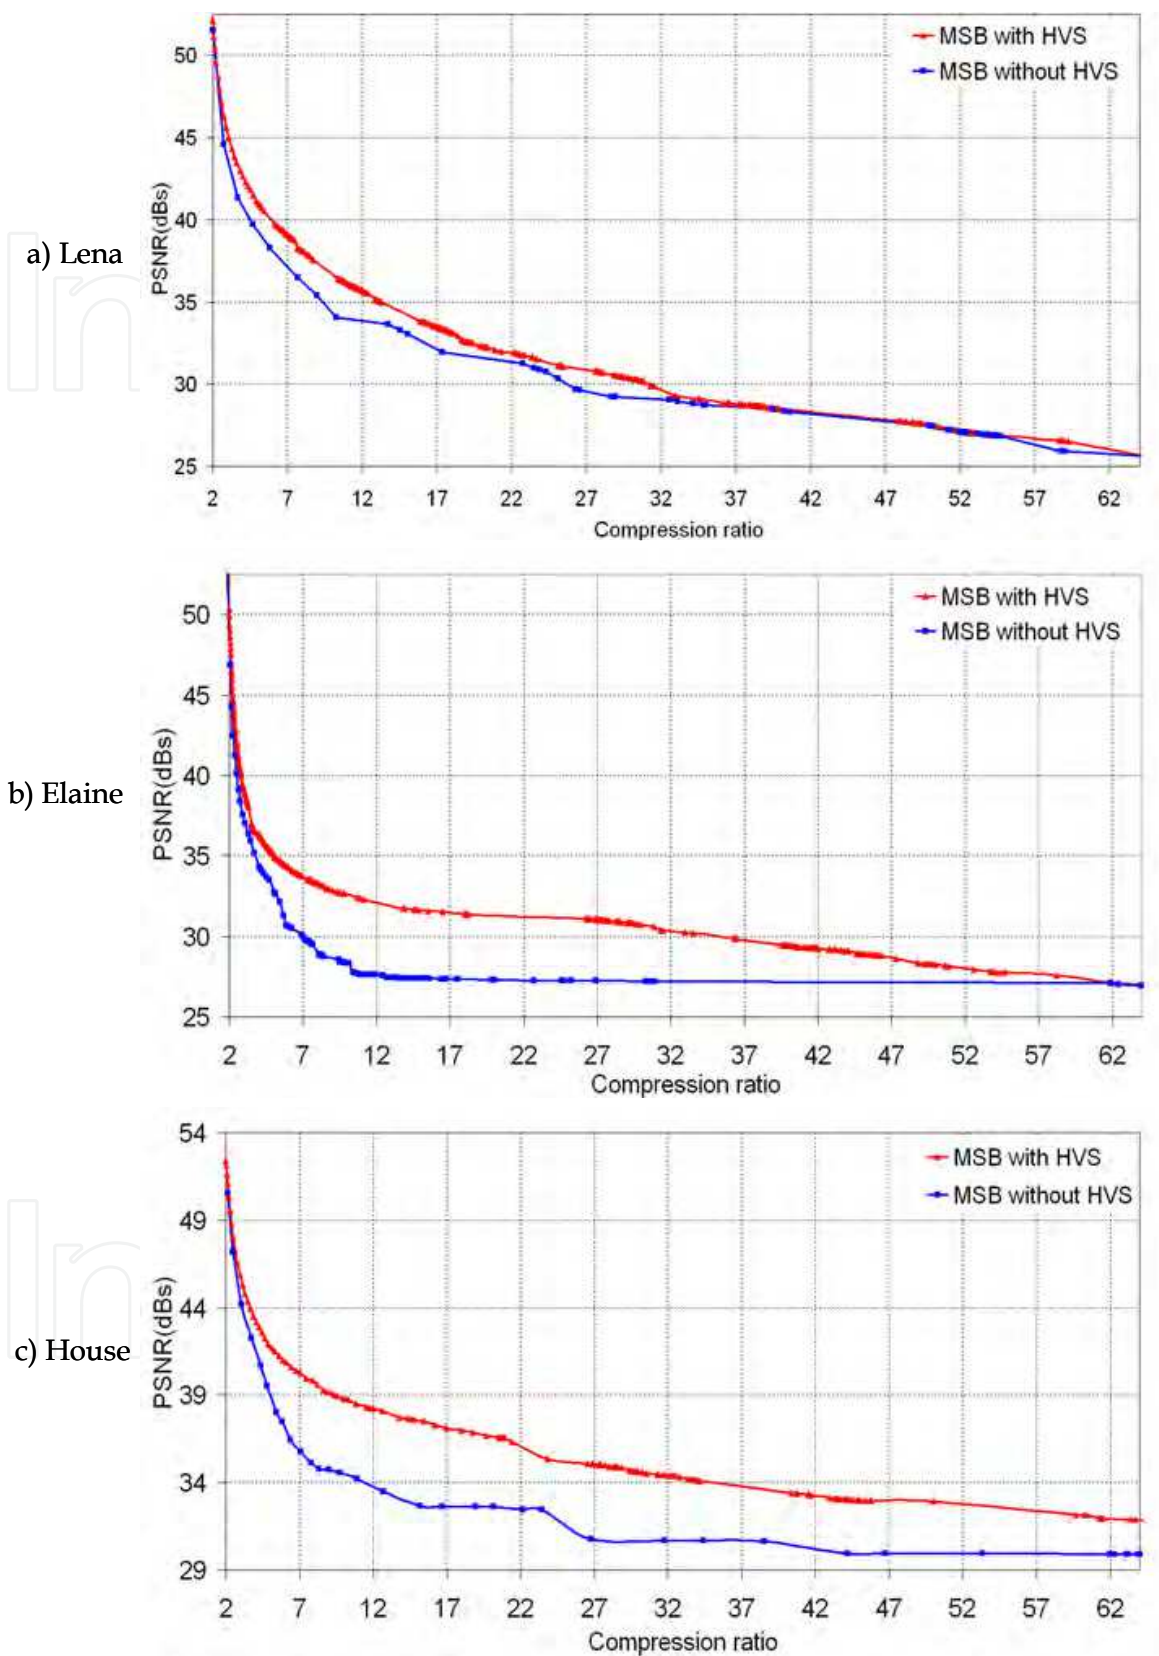 MSB with HVS
MSB without HVS
50
45
40
35
30
25
PSNR(dBs)
a) Lena
2 7 12 17 22 27 32 37 42 47 52 57 62
Compression ratio
MSB with HVS
MSB without HVS
50
45
40
35
30
25
PSNR(dBs)
b) Elaine
2 7 12 17 22 27 32 37 42 47 52 57 62
Compression ratio
MSB with HVS
MSB without HVS
54
49
44
39
34
29
PSNR(dBs)
c) House
2 7 12 17 22 27 32 37 42 47 52 57 62
Compression ratio
In
In